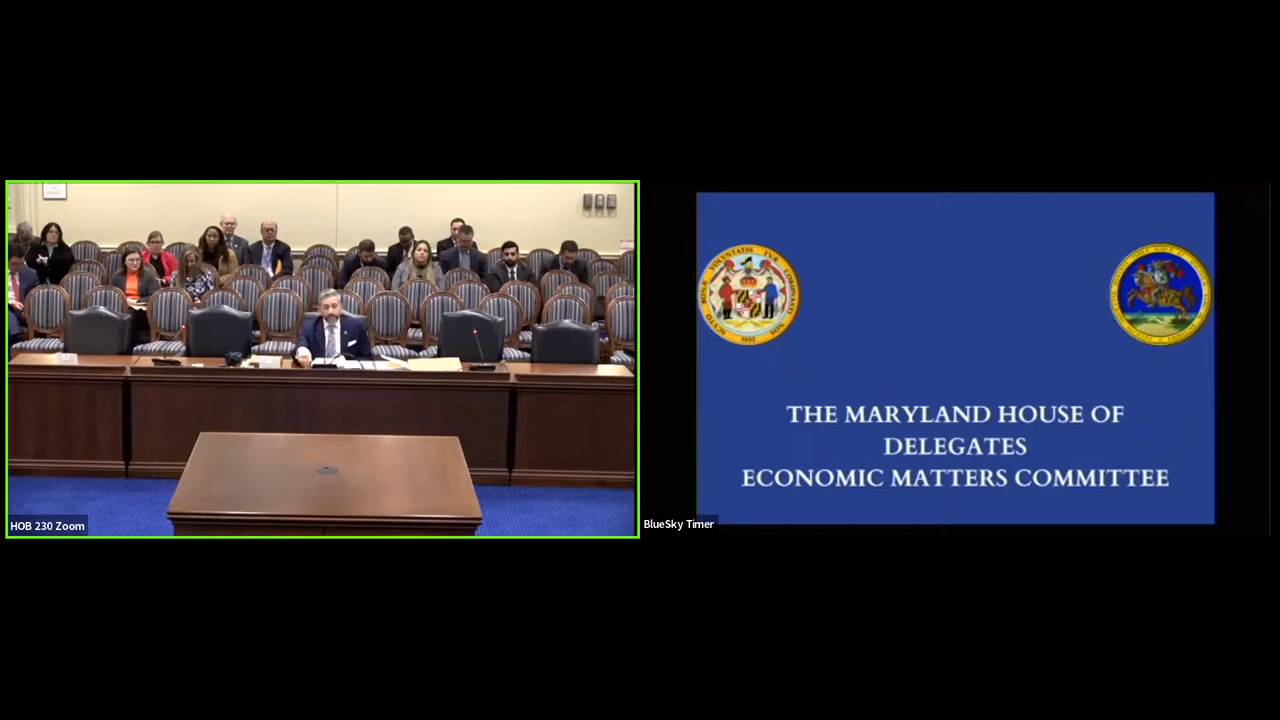 HOB 230 Zoom
THE MARYLAND HOUSE OF
DELEGATES
ECONOMIC MATTERS COMMITTEE
BlueSky Timer